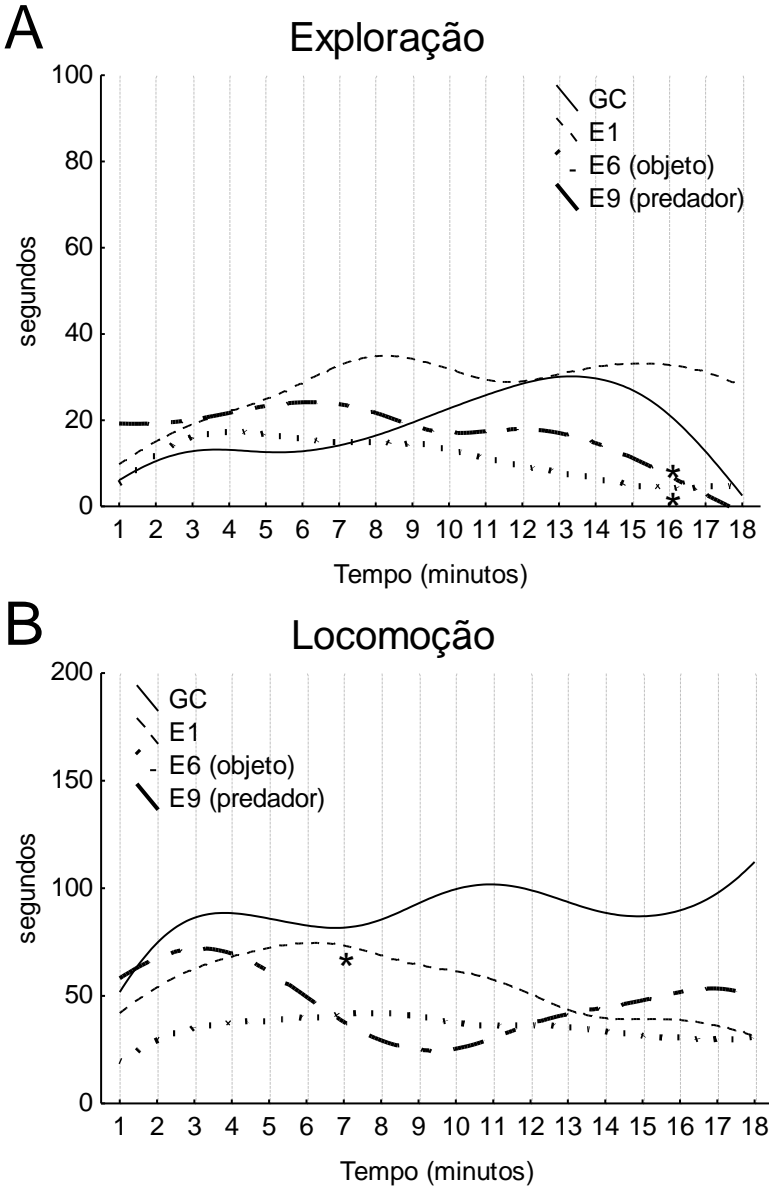 A
Exploração
100
80
60
40
20
0
segundos
GC
E1
E6 (objeto)
E9 (predador)
*
*
1 2 3 4 5 6 7 8 9 10 11 12 13 14 15 16 17 18
Tempo (minutos)
B
Locomoção
200
150
100
50
0
segundos
GC
E1
E6 (objeto)
E9 (predador)
*
1 2 3 4 5 6 7 8 9 10 11 12 13 14 15 16 17 18
Tempo (minutos)